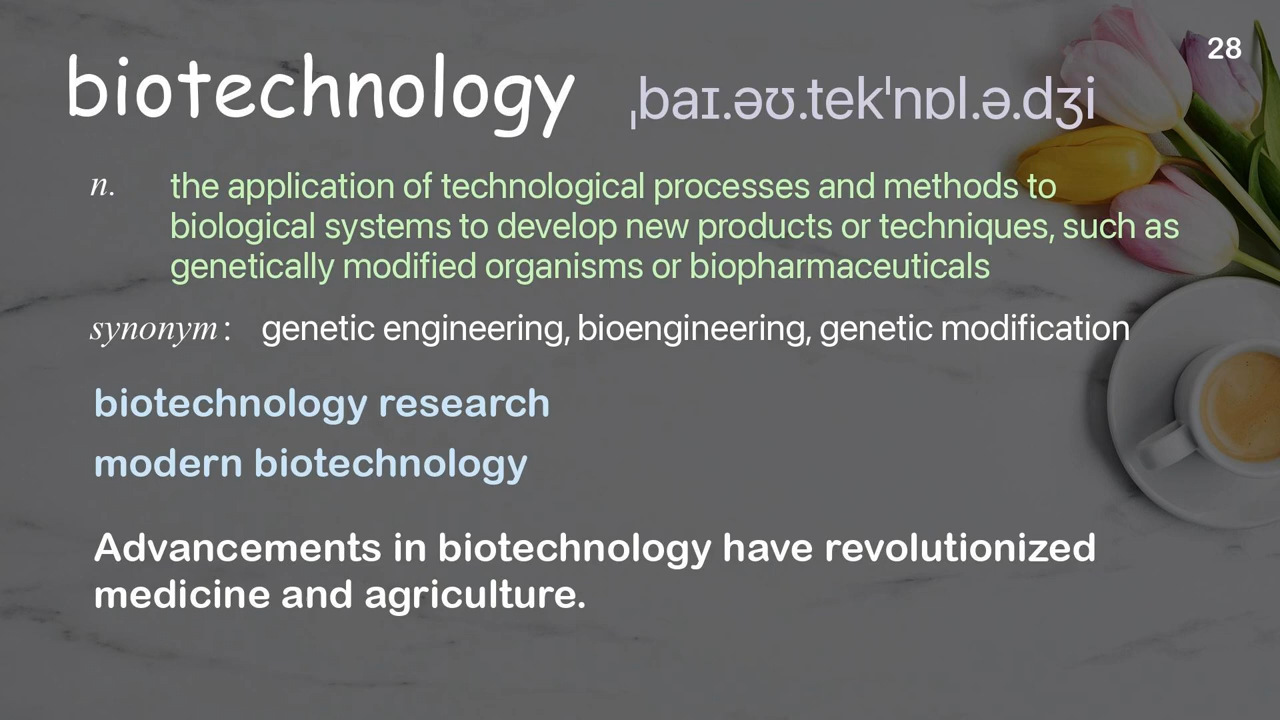 28
biotechnology ˌbaɪ.əʊ.tekˈnɒl.ə.dʒi
n. the application of technological processes and methods to
biological systems to develop new products or techniques, such as
genetically modified organisms or biopharmaceuticals
synonym: genetic engineering, bioengineering, genetic modification
biotechnology research
modern biotechnology
Advancements in biotechnology have revolutionized
medicine and agriculture.